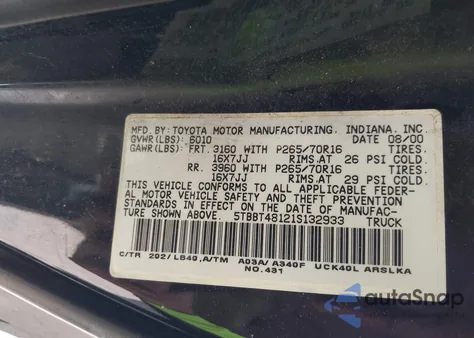 MFD.BY:TOYOTA MOTOR MANUFACTURING, INDIANA, INC.
GVWR(LBS): 6010 DATE 08/00
GAWR(LBS): FRT. 3160 WITH P265/70R16 TIRES.
16X7JJ RIMS.AT 26 PSI COLD.
RR. 3960 WITH P265/70R16 TIRES.
16X7JJ RIMS.AT 29 PSI COLD.
THIS VEHICLE CONFORMS TO ALL APPLICABLE FEDER-
AL MOTOR VEHICLE SAFETY AND BUMPER STANDARDS
IN EFFECT ON THE DATE OF MANUFAC-
TURE SHOWN ABOVE. 5TBBT48121S132933 TRUCK
C/TR 202/LB40,A/TM A03A/A340F UCK40L ARSLKA
NO.431
autoSnap